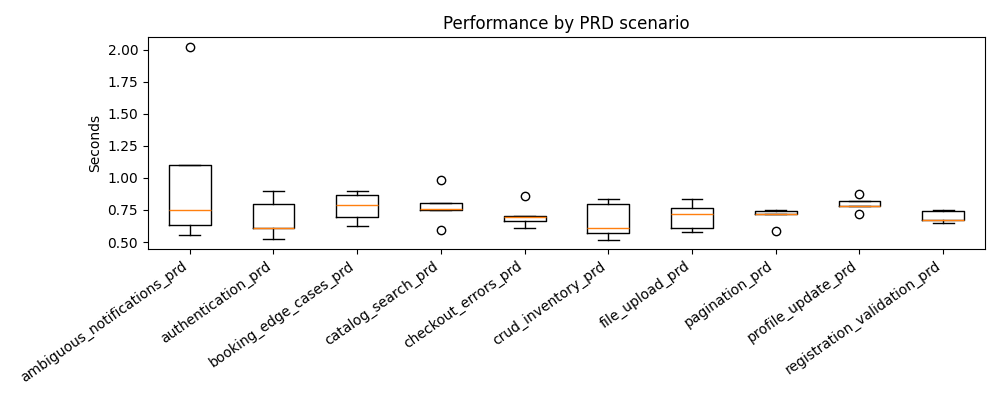 Performance by PRD scenario
Seconds
2.00
1.75
1.50
1.25
1.00
0.75
0.50
ambiguous_notifications_prd
authentication_prd
booking_edge_cases_prd
catalog_search_prd
checkout_errors_prd
crud_inventory_prd
file_upload_prd
pagination_prd
profile_update_prd
registration_validation_prd